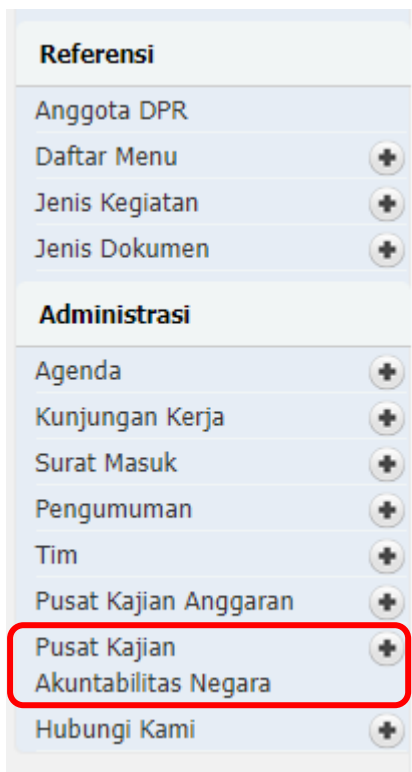 Referensi
Anggota DPR
Daftar Menu
Jenis Kegiatan
Jenis Dokumen
Administrasi
Agenda
Kunjungan Kerja
Surat Masuk
Pengumuman
Tim
Pusat Kajian Anggaran
Pusat Kajian
Akuntabilitas Negara
Hubungi Kami